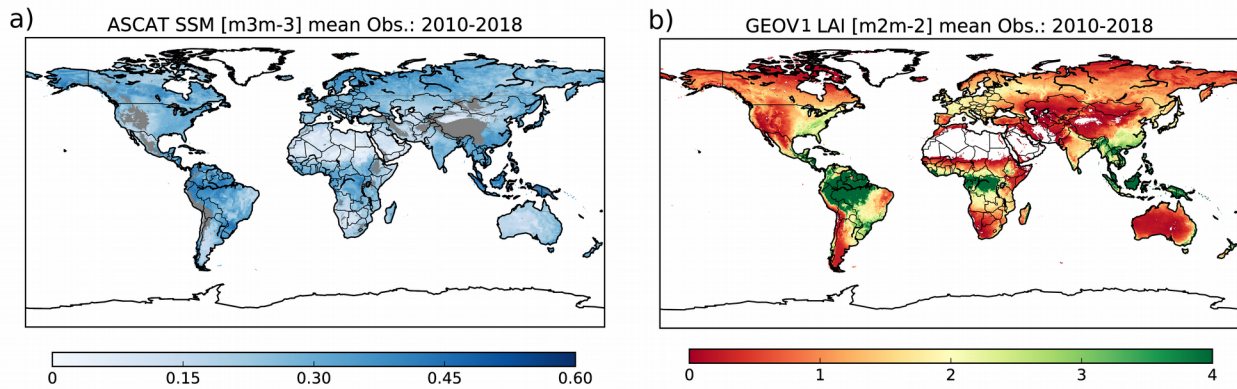 a)
ASCAT SSM [m3m-3] mean Obs.: 2010-2018
0 0.15 0.30 0.45 0.60
b)
GEOV1 LAI [m2m-2] mean Obs.: 2010-2018
0 1 2 3 4